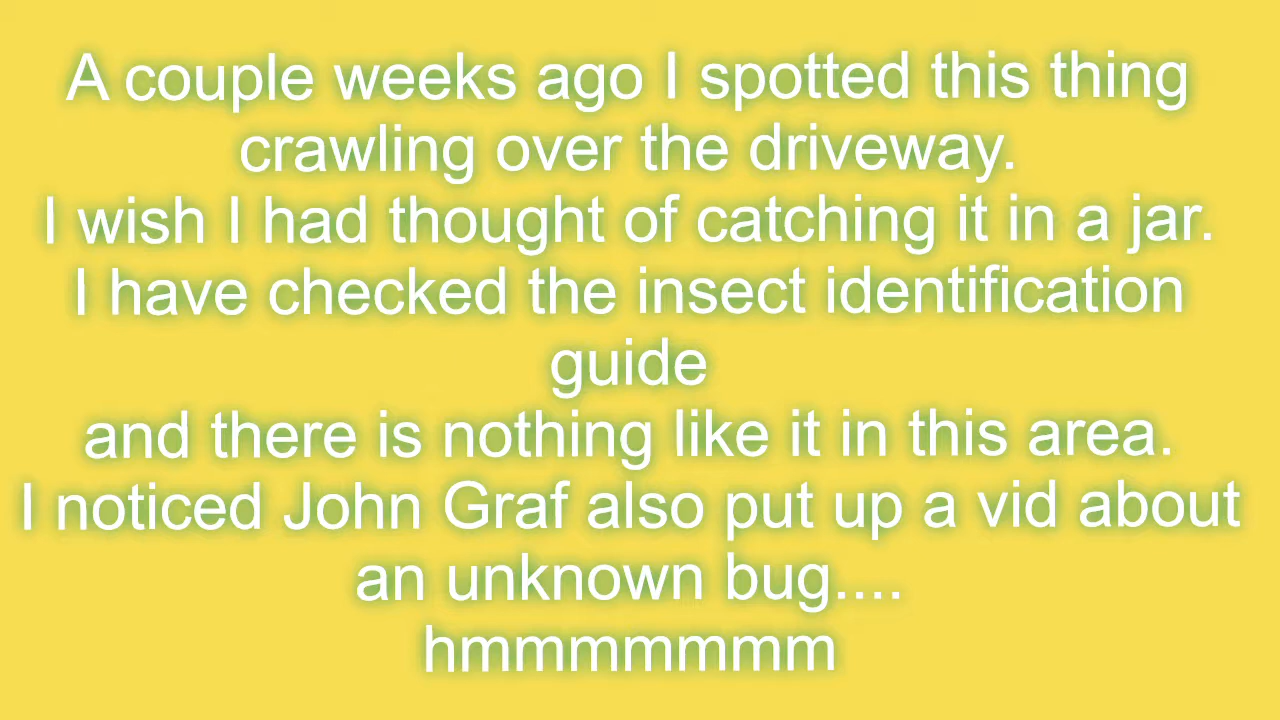 A couple weeks ago I spotted this thing
crawling over the driveway.
I wish I had thought of catching it in a jar.
I have checked the insect identification
guide
and there is nothing like it in this area.
I noticed John Graf also put up a vid about
an unknown bug....
hmmmmmmmm